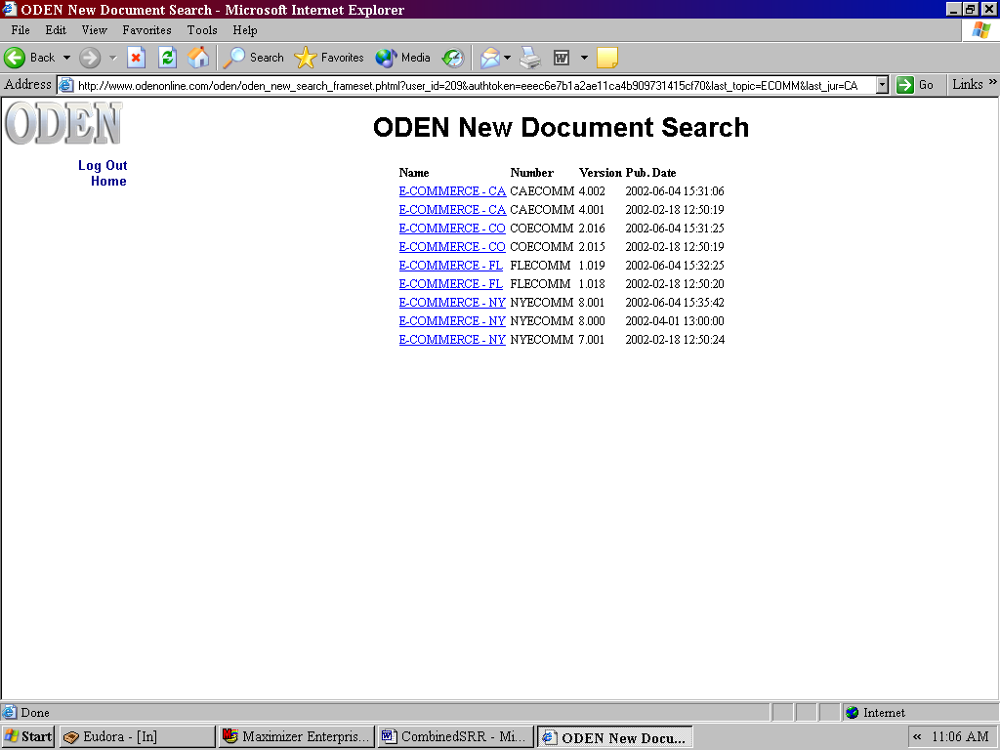 ODEN New Document Search - Microsoft Internet Explorer
File Edit View Favorites Tools Help
Back Search Favorites Media
Address http://www.odenonline.com/oden/oden_new_search_frameset.phtml?user_id=209&authtoken=eeec6e7b1a2ae11ca4b909731415cf70&last_topic=ECOMM&last_jur=CA Go Links »
ODEN
ODEN New Document Search
Log Out
Home
Name Number Version Pub. Date
E-COMMERCE - CA CAECOMM 4.002 2002-06-04 15:31:06
E-COMMERCE - CA CAECOMM 4.001 2002-02-18 12:50:19
E-COMMERCE - CO COECOMM 2.016 2002-06-04 15:31:25
E-COMMERCE - CO COECOMM 2.015 2002-02-18 12:50:19
E-COMMERCE - FL FLECOMM 1.019 2002-06-04 15:32:25
E-COMMERCE - FL FLECOMM 1.018 2002-02-18 12:50:20
E-COMMERCE - NY NYECOMM 8.001 2002-06-04 15:35:42
E-COMMERCE - NY NYECOMM 8.000 2002-04-01 13:00:00
E-COMMERCE - NY NYECOMM 7.001 2002-02-18 12:50:24
Done Internet
Start Eudora - [In] Maximizer Enterpris... CombinedSRR - Mi... ODEN New Docu... « 11:06 AM